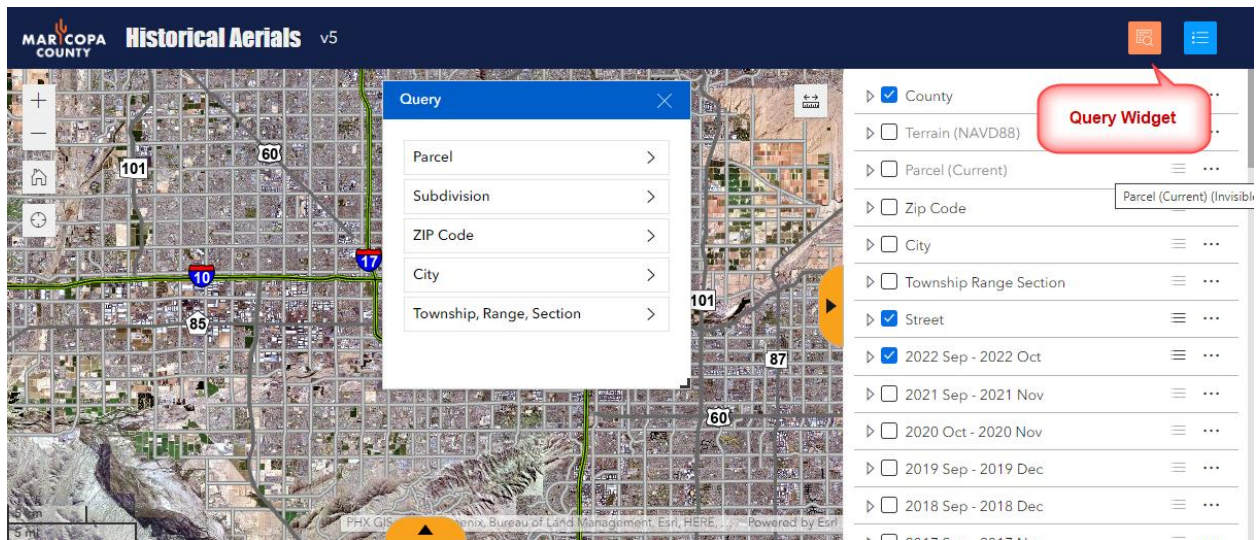 MARICOPA
COUNTY
Historical Aerials v5
Query Widget
Query
Parcel
Subdivision
ZIP Code
City
Township, Range, Section
County
Terrain (NAVD88)
Parcel (Current)
Parcel (Current) (Invisible
Zip Code
City
Township Range Section
Street
2022 Sep - 2022 Oct
2021 Sep - 2021 Nov
2020 Oct - 2020 Nov
2019 Sep - 2019 Dec
2018 Sep - 2018 Dec
101
60
17
10
85
101
87
60
5 mi
PHX GIS
enix, Bureau of Land Management, Esri, HERE, ... Powered by Esri